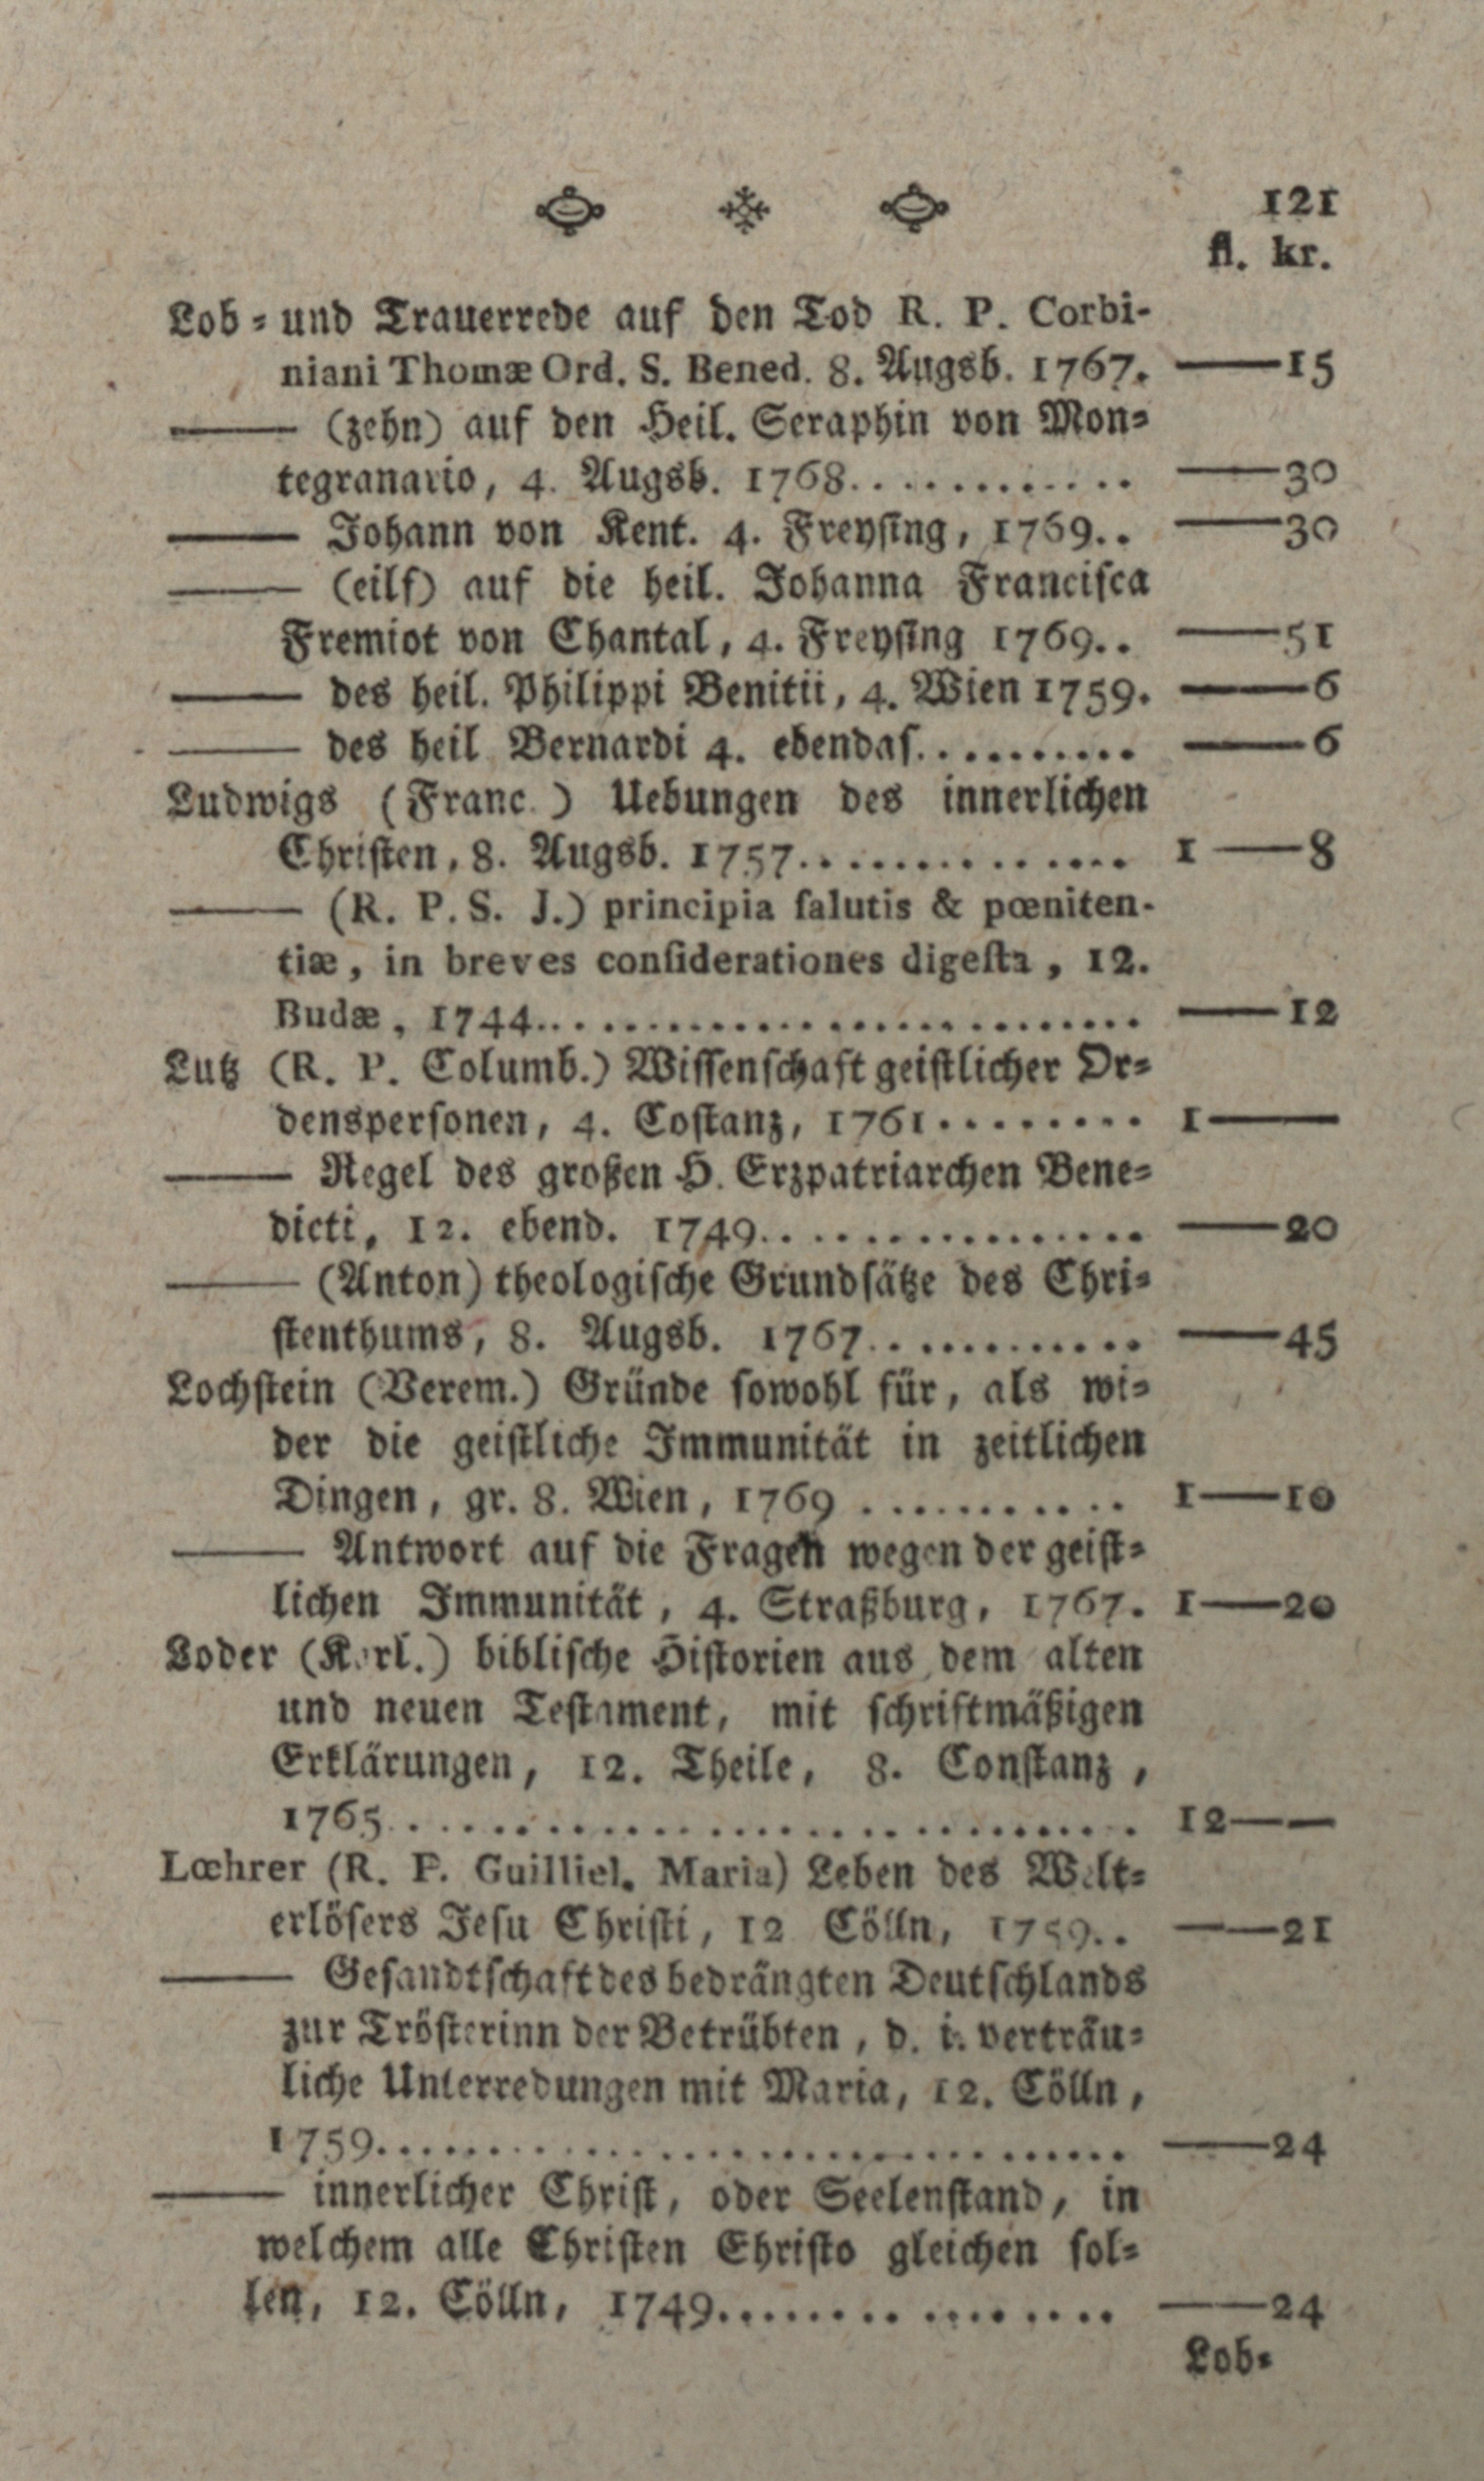 121
fl. kr.
Lob- und Trauerrede auf den Tod R. P. Corbi-
niani Thomæ Ord. S. Bened. 8. Augsb. 1767. —15
— (zehn) auf den Heil. Seraphin von Mon-
tegranario, 4. Augsb. 1768. . . . . . . . . . . . —30
— Johann von Kent. 4. Freysing, 1769. . —30
— (eilf) auf die heil. Johanna Francisca
Fremiot von Chantal, 4. Freysing 1769. . —51
— des heil. Philippi Benitii, 4. Wien 1759. —6
— des heil Bernardi 4. ebendas. . . . . . . . . . —6
Ludwigs (Franc.) Uebungen des innerlichen
Christen, 8. Augsb. 1757. . . . . . . . . . . . . . 1 —8
— (R. P. S. J.) principia ſalutis & pœniten-
tiæ, in breves conſiderationes digeſta, 12.
Budæ, 1744. . . . . . . . . . . . . . . . . . . . . . . . —12
Lutz (R. P. Columb.) Wissenschaft geistlicher Or-
denspersonen, 4. Costanz, 1761. . . . . . . . 1—
— Regel des großen H. Erzpatriarchen Bene-
dicti, 12. ebend. 1749. . . . . . . . . . . . . . . —20
— (Anton) theologische Grundsätze des Chri-
stenthums, 8. Augsb. 1767. . . . . . . . . . . —45
Lochstein (Verem.) Gründe sowohl für, als wi-
der die geistliche Immunität in zeitlichen
Dingen, gr. 8. Wien, 1769 . . . . . . . . . . . 1—10
— Antwort auf die Fragen wegen der geist-
lichen Immunität, 4. Straßburg, 1767. 1—20
Loder (Karl.) biblische Historien aus dem alten
und neuen Testament, mit schriftmäßigen
Erklärungen, 12. Theile, 8. Constanz,
1765. . . . . . . . . . . . . . . . . . . . . . . . . . . . 12——
Lœhrer (R. P. Guilliel. Maria) Leben des Welt-
erlösers Jesu Christi, 12 Cölln, 1759. . ——21
— Gesandtschaft des bedrängten Deutschlands
zur Trösterinn der Betrübten, d. i. verträu-
liche Unterredungen mit Maria, 12. Cölln,
1759. . . . . . . . . . . . . . . . . . . . . . . . . . . . —24
— innerlicher Christ, oder Seelenstand, in
welchem alle Christen Christo gleichen sol-
len, 12. Cölln, 1749. . . . . . . . . . . . . . . . —24
Lob-